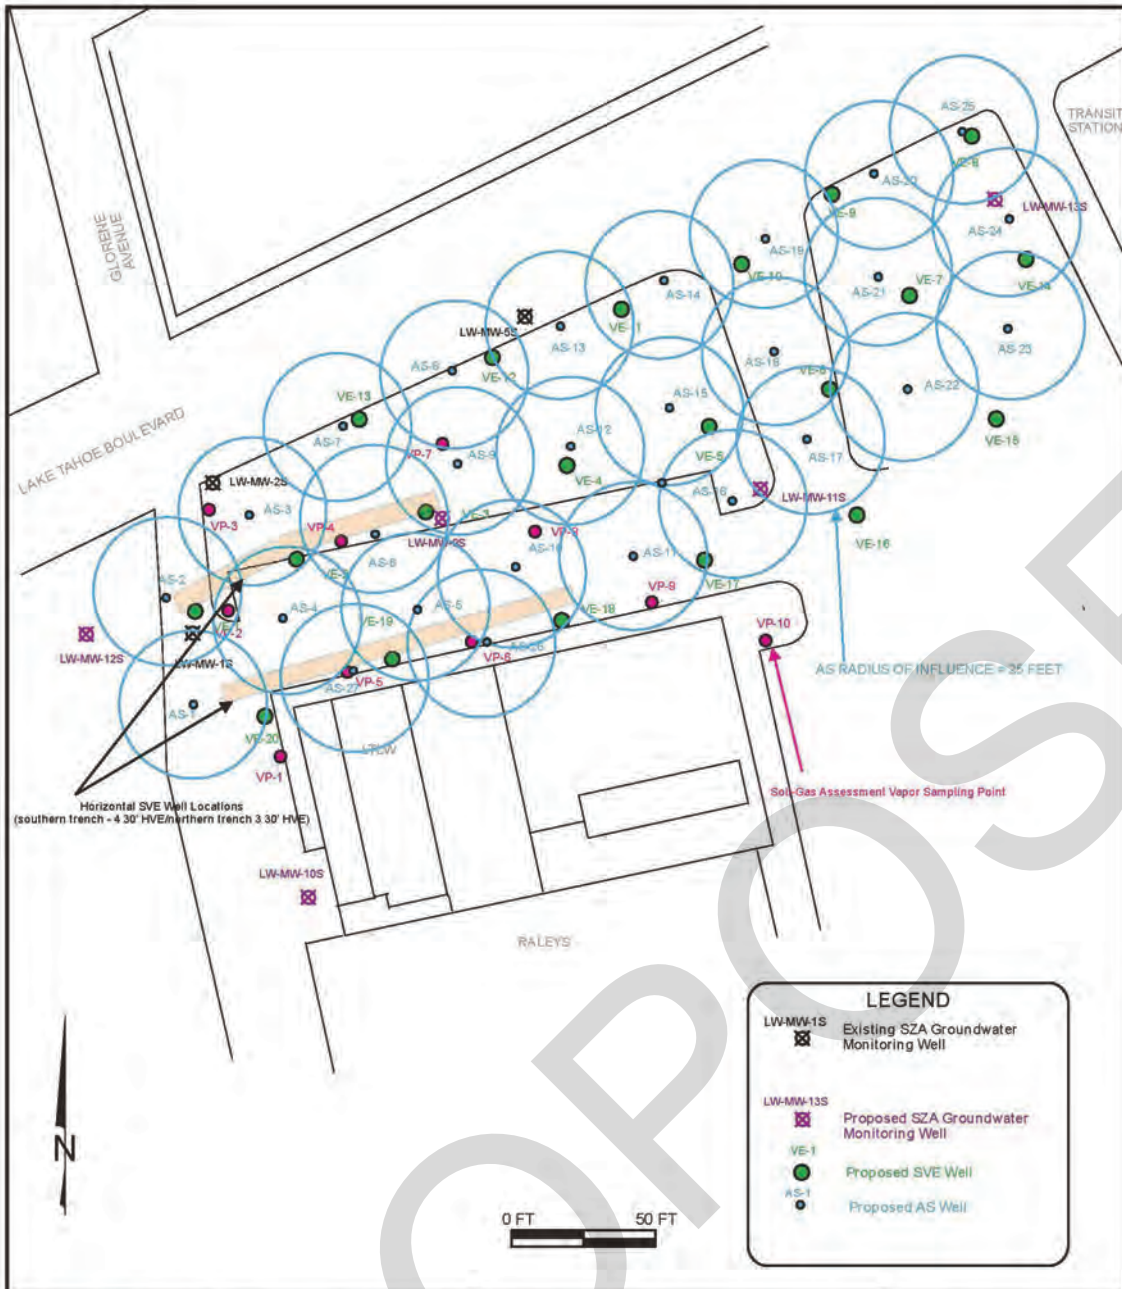 AS-25
TRANSIT
STATION
VE-8
AS-20
LW-MW-13S
VE-9
AS-24
GLORENE
AVENUE
AS-19
VE-10
VE-14
AS-14
AS-21
VE-7
LW-MW-5S
VE-11
AS-13
AS-23
AS-18
AS-8
VE-12
VE-6
AS-22
VE-13
AS-15
LAKE TAHOE BOULEVARD
AS-7
VE-15
VP-7
AS-12
VE-5
AS-17
AS-9
VE-4
LW-MW-2S
AS-16
LW-MW-11S
AS-3
VP-3
VP-4
VE-3
VP-9
LW-MW-9S
VE-16
AS-10
AS-11
AS-6
VE-2
VE-17
AS-2
AS-4
AS-5
VP-8
VE-19
VE-18
VP-2
VP-10
LW-MW-12S
LW-MW-1S
VP-6
AS-26
AS RADIUS OF INFLUENCE = 25 FEET
AS-27
VP-5
AS-1
VE-20
LTLW
VP-1
Soil-Gas Assessment Vapor Sampling Point
Horizontal SVE Well Locations
(southern trench - 4 30' HVE/northern trench 3 30' HVE)
LW-MW-10S
RALEYS
LEGEND
LW-MW-1S
Existing SZA Groundwater
Monitoring Well
LW-MW-13S
Proposed SZA Groundwater
Monitoring Well
VE-1
Proposed SVE Well
AS-1
Proposed AS Well
N
0 FT
50 FT
OPOSE